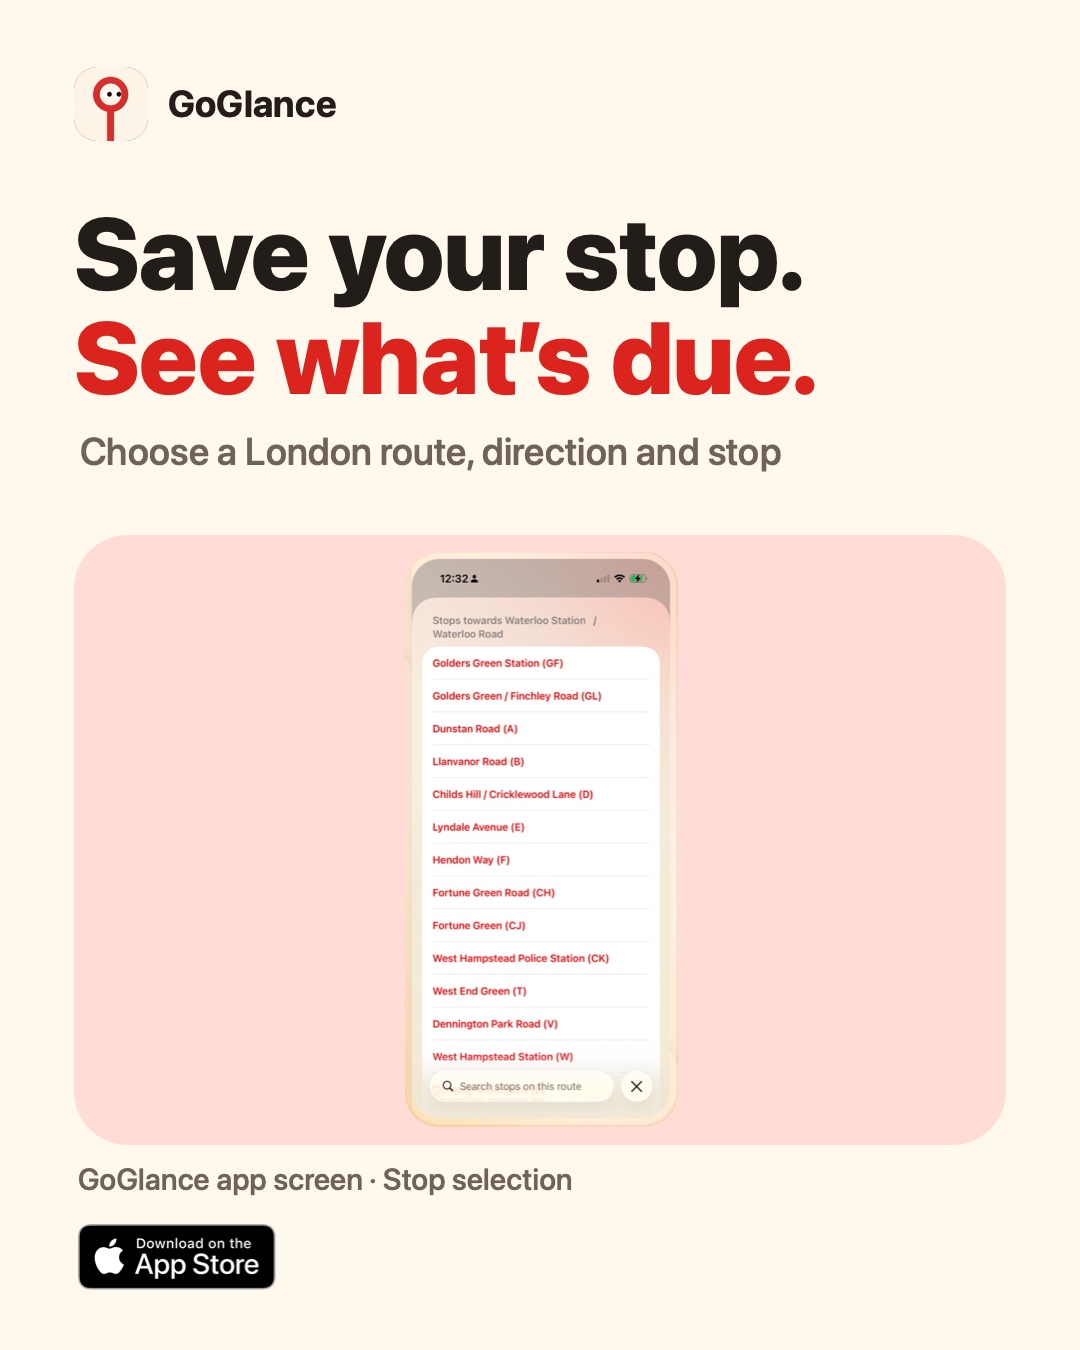 GoGlance
Save your stop.
See what’s due.
Choose a London route, direction and stop
12:32
Stops towards Waterloo Station /
Waterloo Road
Golders Green Station (GF)
Golders Green / Finchley Road (GL)
Dunstan Road (A)
Llanvanor Road (B)
Childs Hill / Cricklewood Lane (D)
Lyndale Avenue (E)
Hendon Way (F)
Fortune Green Road (CH)
Fortune Green (CJ)
West Hampstead Police Station (CK)
West End Green (T)
Dennington Park Road (V)
West Hampstead Station (W)
Search stops on this route
GoGlance app screen · Stop selection
Download on the
App Store